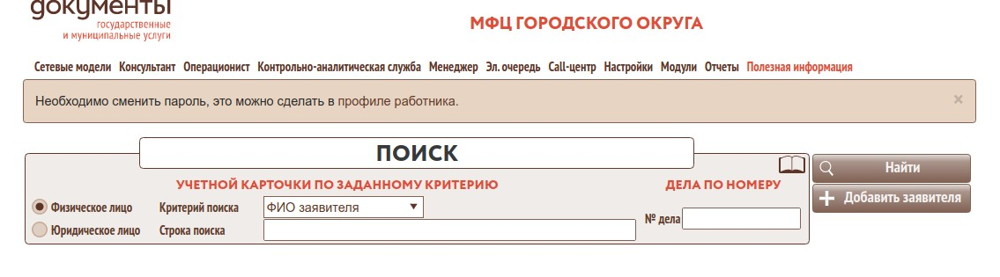 документы
государственные
и муниципальные услуги
МФЦ ГОРОДСКОГО ОКРУГА
Сетевые модели Консультант Операционист Контрольно-аналитическая служба Менеджер Эл. очередь Call-центр Настройки Модули Отчеты Полезная информация
Необходимо сменить пароль, это можно сделать в профиле работника. ×
ПОИСК
УЧЕТНОЙ КАРТОЧКИ ПО ЗАДАННОМУ КРИТЕРИЮ
ДЕЛА ПО НОМЕРУ
Найти
Добавить заявителя
Физическое лицо Критерий поиска ФИО заявителя
№ дела
Юридическое лицо Строка поиска